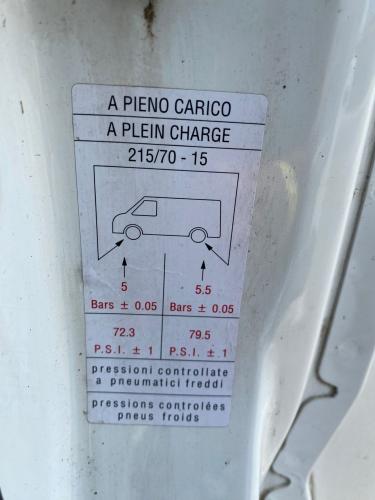 A PIENO CARICO
A PLEIN CHARGE
215/70 - 15
5 5.5
Bars ± 0.05 Bars ± 0.05
72.3 79.5
P.S.I. ± 1 P.S.I. ± 1
pressioni controllate
a pneumatici freddi
pressions controlées
pneus froids